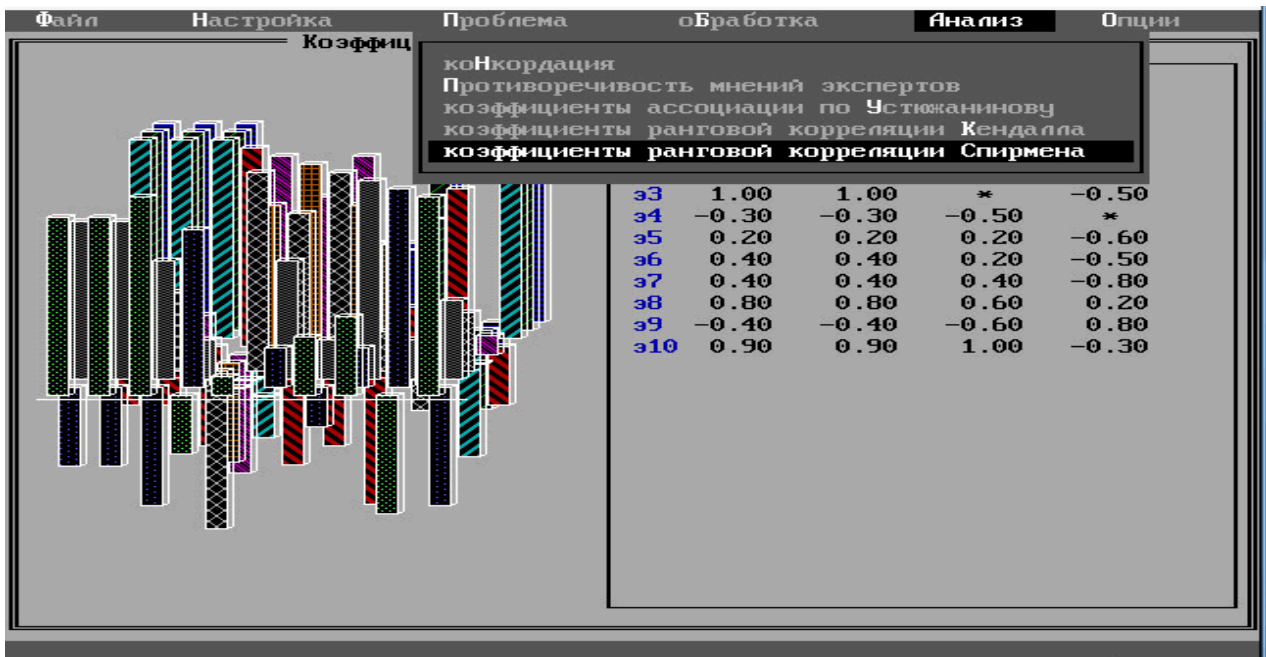 Файл Настройка Проблема оБработка Анализ Опции
Коэффиц
коНкордация
Противоречивость мнений экспертов
коэффициенты ассоциации по Устюжанинову
коэффициенты ранговой корреляции Кендалла
коэффициенты ранговой корреляции Спирмена
э3 1.00 1.00 * -0.50
э4 -0.30 -0.30 -0.50 *
э5 0.20 0.20 0.20 -0.60
э6 0.40 0.40 0.20 -0.50
э7 0.40 0.40 0.40 -0.80
э8 0.80 0.80 0.60 0.20
э9 -0.40 -0.40 -0.60 0.80
э10 0.90 0.90 1.00 -0.30